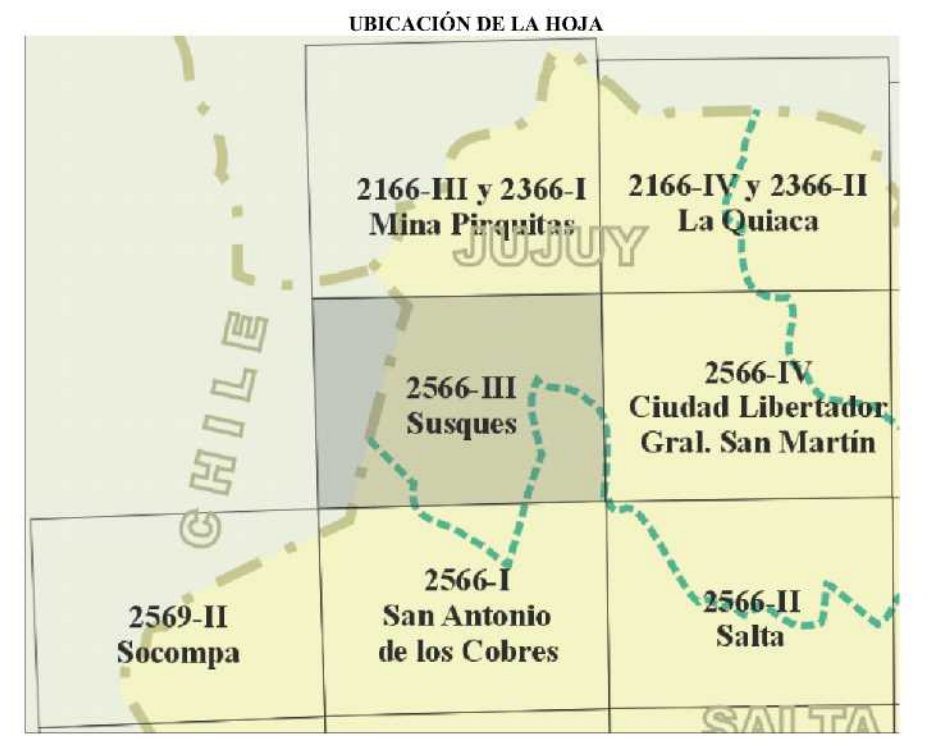 UBICACIÓN DE LA HOJA
2166-III y 2366-I
Mina Pirquitas
2166-IV y 2366-II
La Quiaca
JUJUY
CHILE
2566-III
Susques
2566-IV
Ciudad Libertador
Gral. San Martín
2569-II
Socompa
2566-I
San Antonio
de los Cobres
2566-II
Salta
SALTA